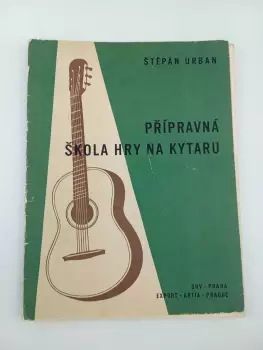 ŠTĚPÁN URBAN
PŘÍPRAVNÁ
ŠKOLA HRY NA KYTARU
SHV - PRAHA
EXPORT - ARTIA - PRAGUE